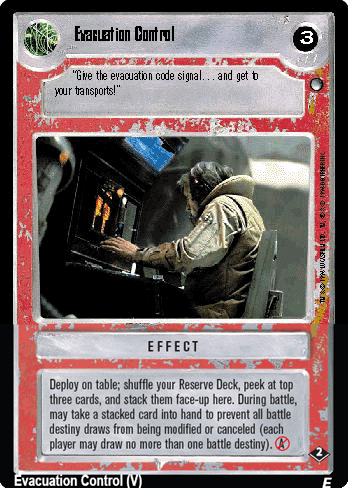 Evacuation Control
3
"Give the evacuation code signal. . . and get to
your transports!"
EFFECT
Deploy on table; shuffle your Reserve Deck, peek at top
three cards, and stack them face-up here. During battle,
may take a stacked card into hand to prevent all battle
destiny draws from being modified or canceled (each
player may draw no more than one battle destiny). A
2
Evacuation Control (V)
E